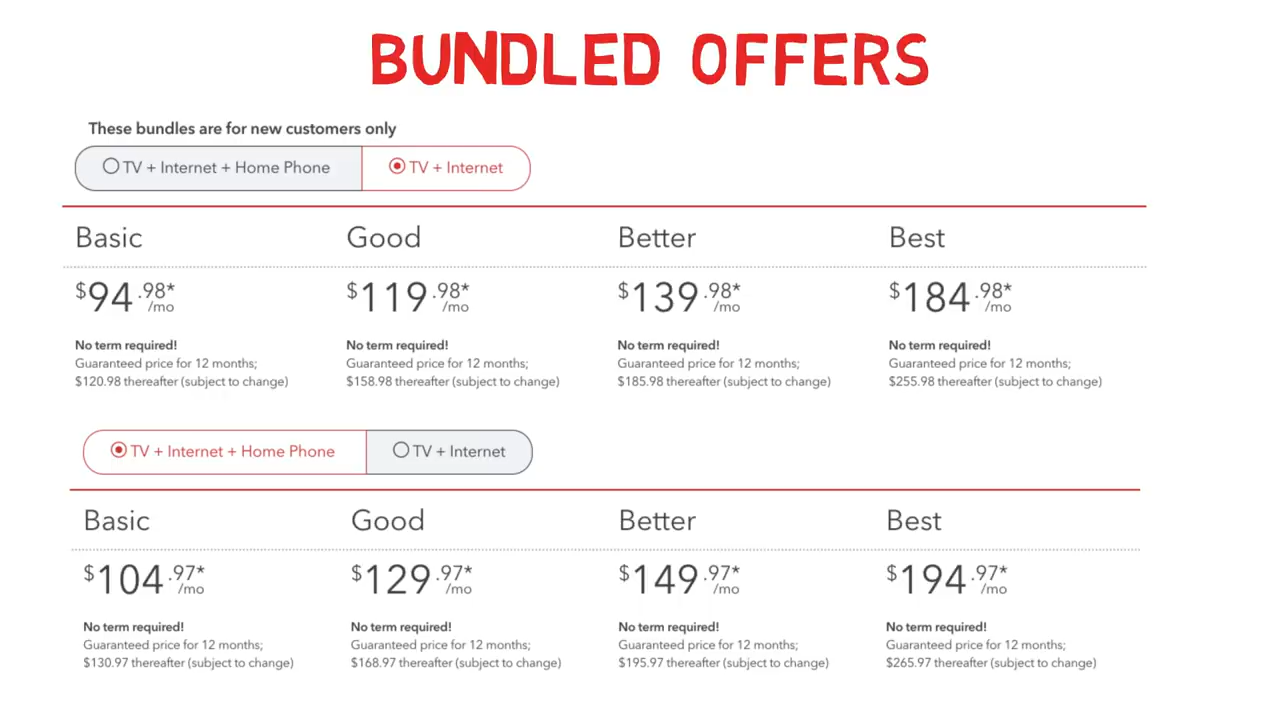 BUNDLED OFFERS
These bundles are for new customers only
TV + Internet + Home Phone TV + Internet
Basic Good Better Best
$94.98*/mo $119.98*/mo $139.98*/mo $184.98*/mo
No term required! No term required! No term required! No term required!
Guaranteed price for 12 months; Guaranteed price for 12 months; Guaranteed price for 12 months; Guaranteed price for 12 months;
$120.98 thereafter (subject to change) $158.98 thereafter (subject to change) $185.98 thereafter (subject to change) $255.98 thereafter (subject to change)
TV + Internet + Home Phone TV + Internet
Basic Good Better Best
$104.97*/mo $129.97*/mo $149.97*/mo $194.97*/mo
No term required! No term required! No term required! No term required!
Guaranteed price for 12 months; Guaranteed price for 12 months; Guaranteed price for 12 months; Guaranteed price for 12 months;
$130.97 thereafter (subject to change) $168.97 thereafter (subject to change) $195.97 thereafter (subject to change) $265.97 thereafter (subject to change)